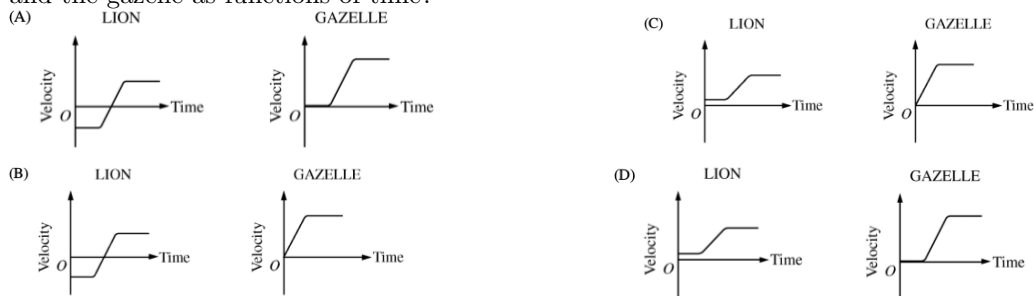 and the gazelle as functions of time?
(A) LION GAZELLE
Velocity O Time Velocity O Time
(B) LION GAZELLE
Velocity O Time Velocity O Time
(C) LION GAZELLE
Velocity O Time Velocity O Time
(D) LION GAZELLE
Velocity O Time Velocity O Time